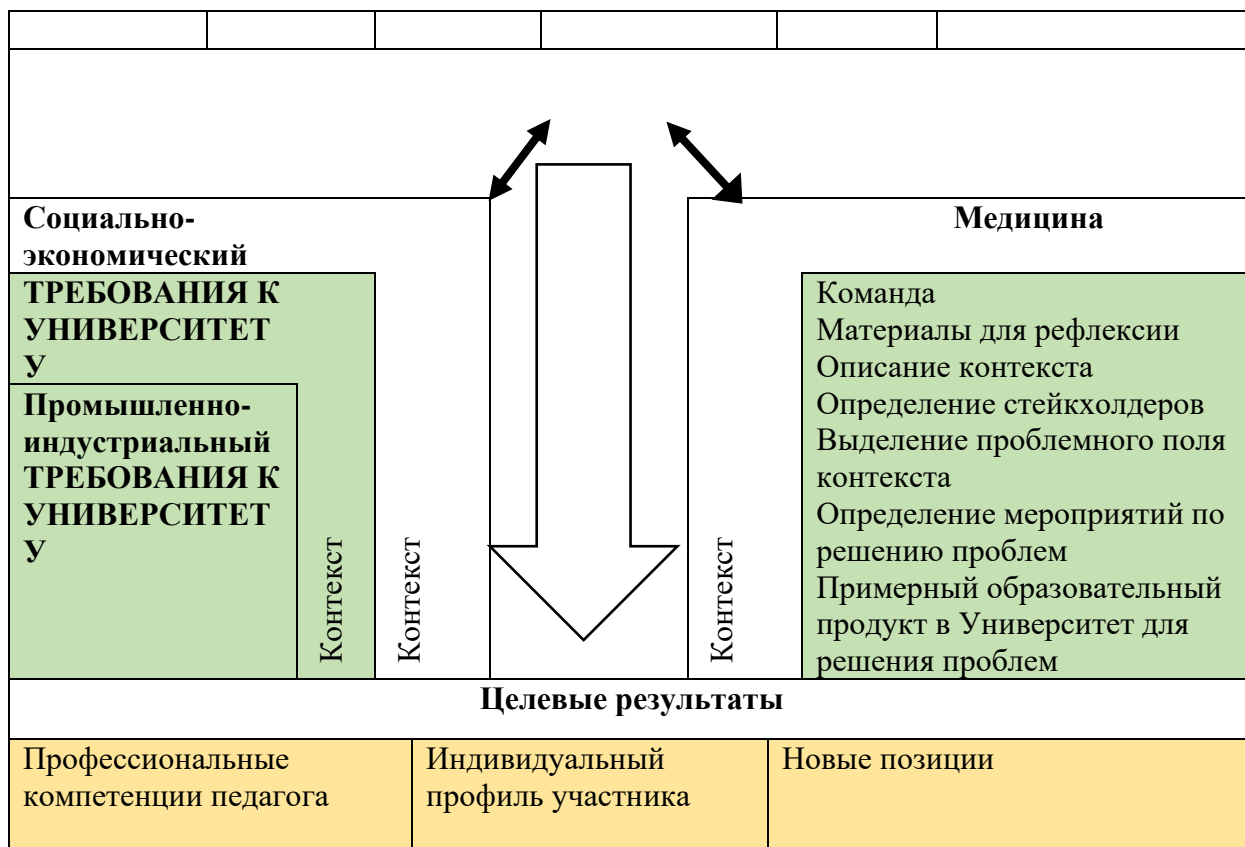 Социально-
экономический
ТРЕБОВАНИЯ К
УНИВЕРСИТЕТ
У
Промышленно-
индустриальный
ТРЕБОВАНИЯ К
УНИВЕРСИТЕТ
У
Контекст
Контекст
Контекст
Медицина
Команда
Материалы для рефлексии
Описание контекста
Определение стейкхолдеров
Выделение проблемного поля
контекста
Определение мероприятий по
решению проблем
Примерный образовательный
продукт в Университет для
решения проблем
Целевые результаты
Профессиональные
компетенции педагога
Индивидуальный
профиль участника
Новые позиции